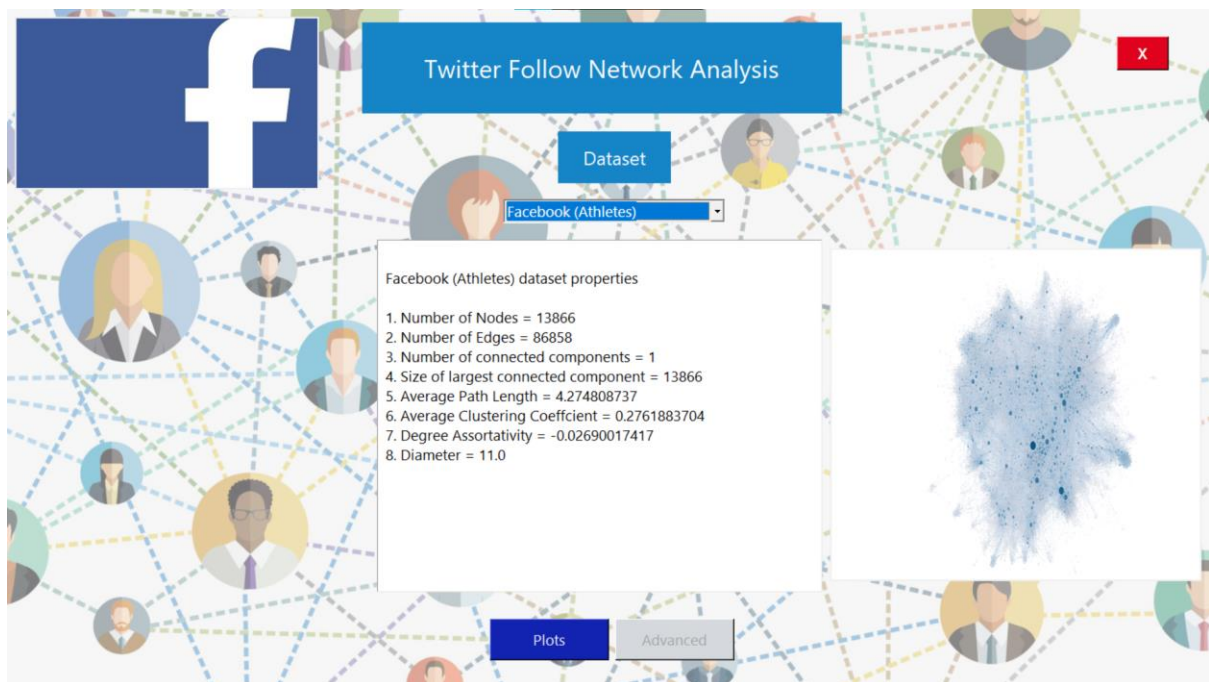 f
Twitter Follow Network Analysis
X
Dataset
Facebook (Athletes)
Facebook (Athletes) dataset properties
1. Number of Nodes = 13866
2. Number of Edges = 86858
3. Number of connected components = 1
4. Size of largest connected component = 13866
5. Average Path Length = 4.274808737
6. Average Clustering Coeffcient = 0.2761883704
7. Degree Assortativity = -0.02690017417
8. Diameter = 11.0
Plots
Advanced